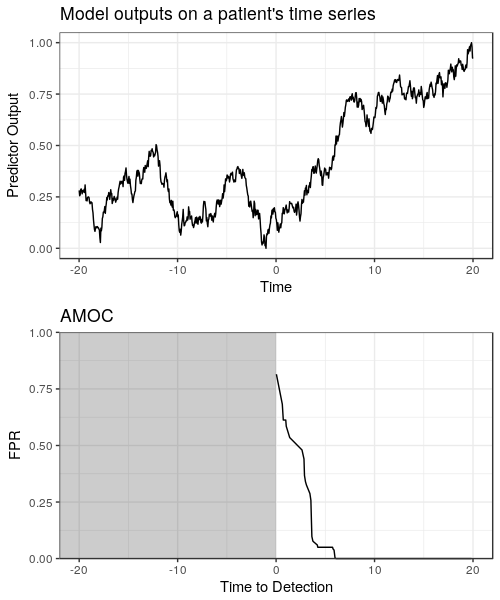 Model outputs on a patient's time series
Predictor Output
1.00
0.75
0.50
0.25
0.00
-20 -10 0 10 20
Time
AMOC
FPR
1.00
0.75
0.50
0.25
0.00
-20 -10 0 10 20
Time to Detection